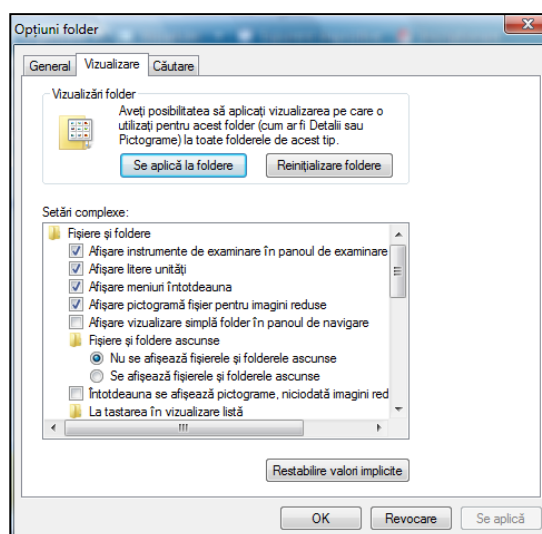 Opțiuni folder
General Vizualizare Căutare
Vizualizări folder
Aveți posibilitatea să aplicați vizualizarea pe care o
utilizați pentru acest folder (cum ar fi Detalii sau
Pictograme) la toate folderele de acest tip.
Se aplică la foldere Reinițializare foldere
Setări complexe:
Fișiere și foldere
Afișare instrumente de examinare în panoul de examinare
Afișare litere unități
Afișare meniuri întotdeauna
Afișare pictogramă fișier pentru imagini reduse
Afișare vizualizare simplă folder în panoul de navigare
Fișiere și foldere ascunse
Nu se afișează fișierele și folderele ascunse
Se afișează fișierele și folderele ascunse
Întotdeauna se afișează pictograme, niciodată imagini red
La tastarea în vizualizare listă
Restabilire valori implicite
OK Revocare Se aplică